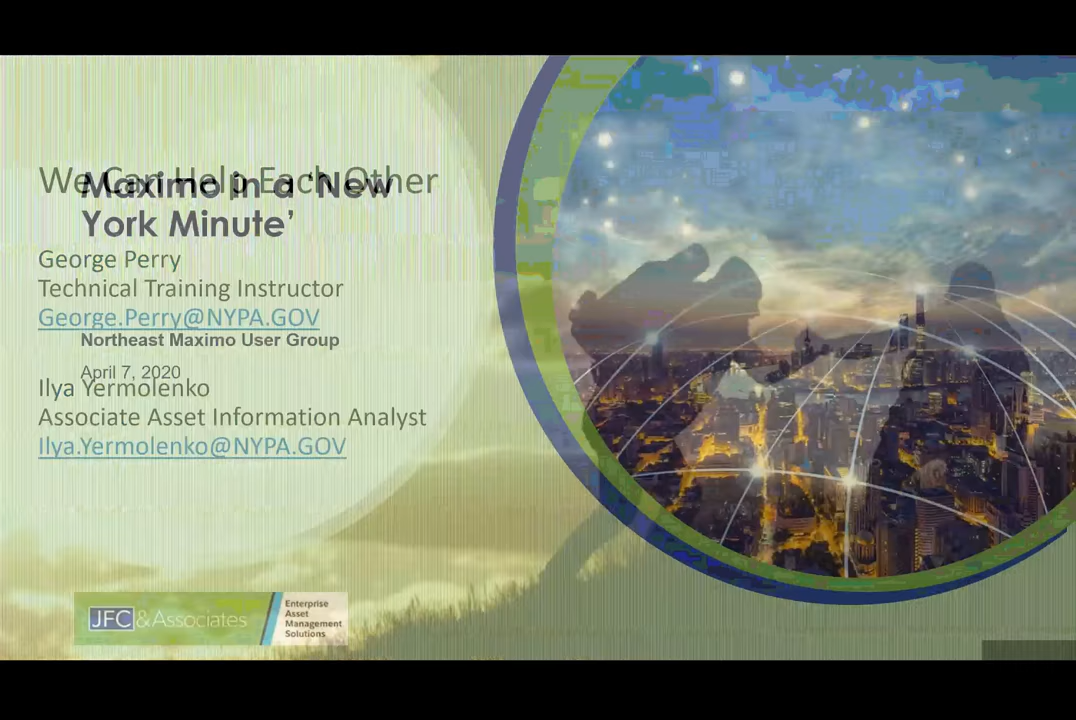 We Can Help Each Other
Maximo in a ‘New
York Minute’
George Perry
Technical Training Instructor
George.Perry@NYPA.GOV
Northeast Maximo User Group
April 7, 2020
Ilya Yermolenko
Associate Asset Information Analyst
Ilya.Yermolenko@NYPA.GOV
JFC & Associates
Enterprise
Asset
Management
Solutions